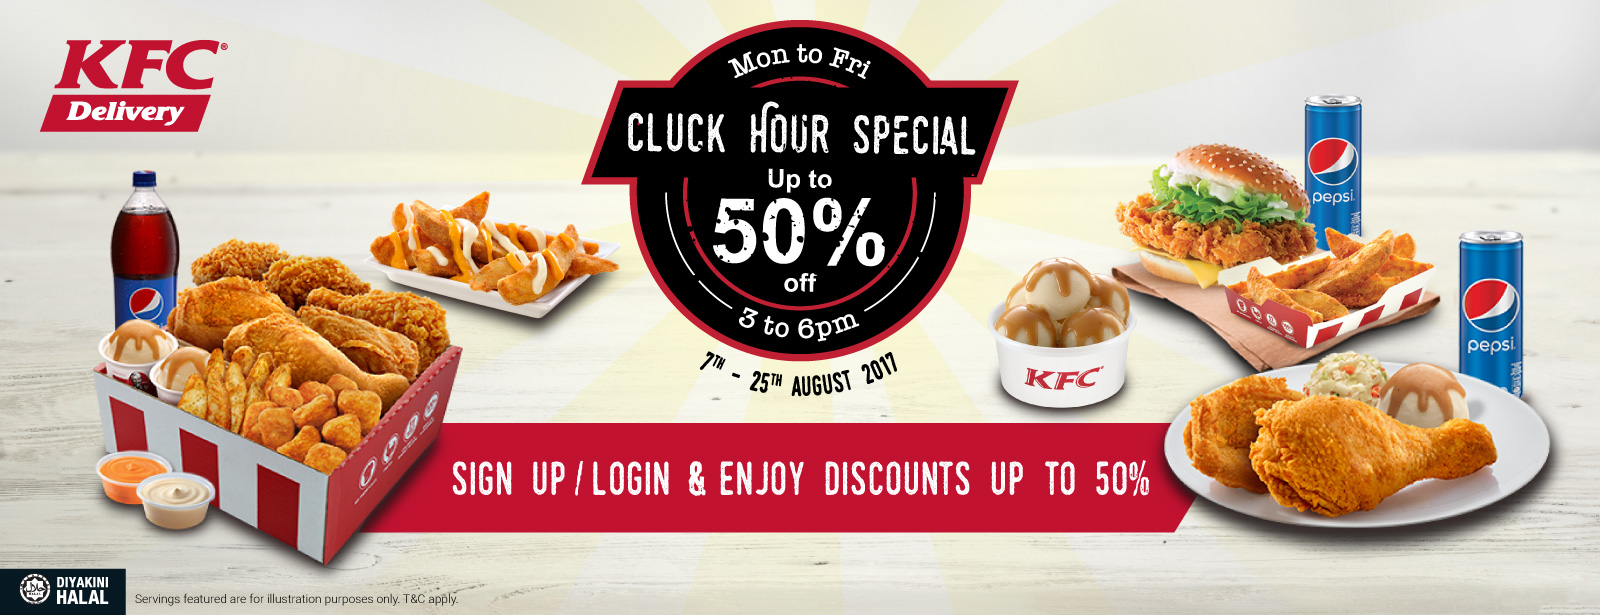 KFC®
Delivery
Mon to Fri
CLUCK HOUR SPECIAL
Up to
50%
off
3 to 6pm
7TH - 25TH AUGUST 2017
pepsi
pepsi
KFC
SIGN UP / LOGIN & ENJOY DISCOUNTS UP TO 50%
DIYAKINI
HALAL
Servings featured are for illustration purposes only. T&C apply.